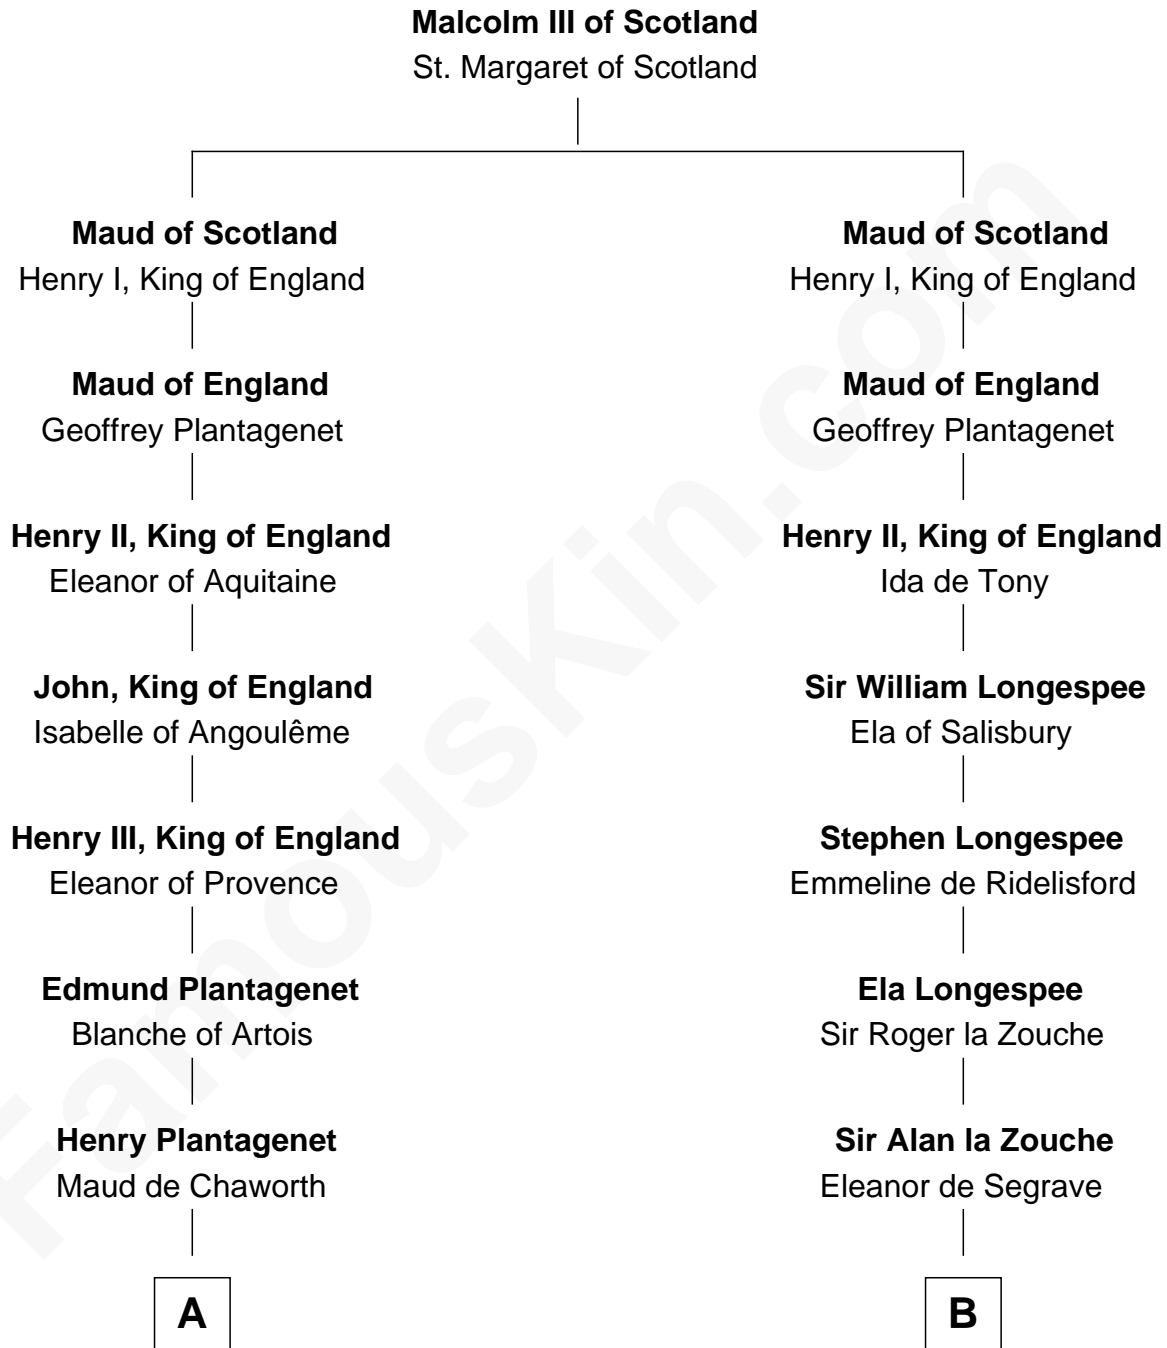 Malcolm III of Scotland
St. Margaret of Scotland
Maud of Scotland
Henry I, King of England
Maud of England
Geoffrey Plantagenet
Henry II, King of England
Eleanor of Aquitaine
John, King of England
Isabelle of Angoulême
Henry III, King of England
Eleanor of Provence
Edmund Plantagenet
Blanche of Artois
Henry Plantagenet
Maud de Chaworth
A
Maud of Scotland
Henry I, King of England
Maud of England
Geoffrey Plantagenet
Henry II, King of England
Ida de Tony
Sir William Longespee
Ela of Salisbury
Stephen Longespee
Emmeline de Ridelisford
Ela Longespee
Sir Roger la Zouche
Sir Alan la Zouche
Eleanor de Segrave
B
FamousKin.com